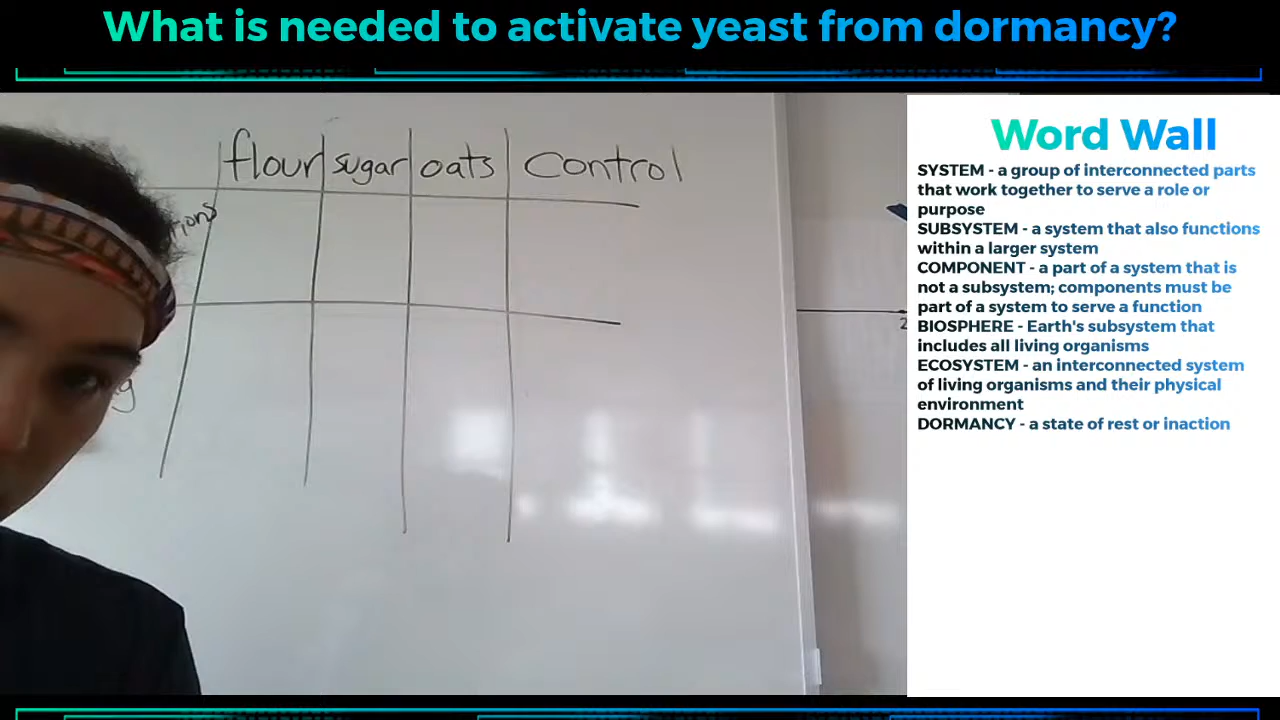 What is needed to activate yeast from dormancy?
flour sugar oats Control
Word Wall
SYSTEM - a group of interconnected parts
that work together to serve a role or
purpose
SUBSYSTEM - a system that also functions
within a larger system
COMPONENT - a part of a system that is
not a subsystem; components must be
part of a system to serve a function
BIOSPHERE - Earth's subsystem that
includes all living organisms
ECOSYSTEM - an interconnected system
of living organisms and their physical
environment
DORMANCY - a state of rest or inaction
2